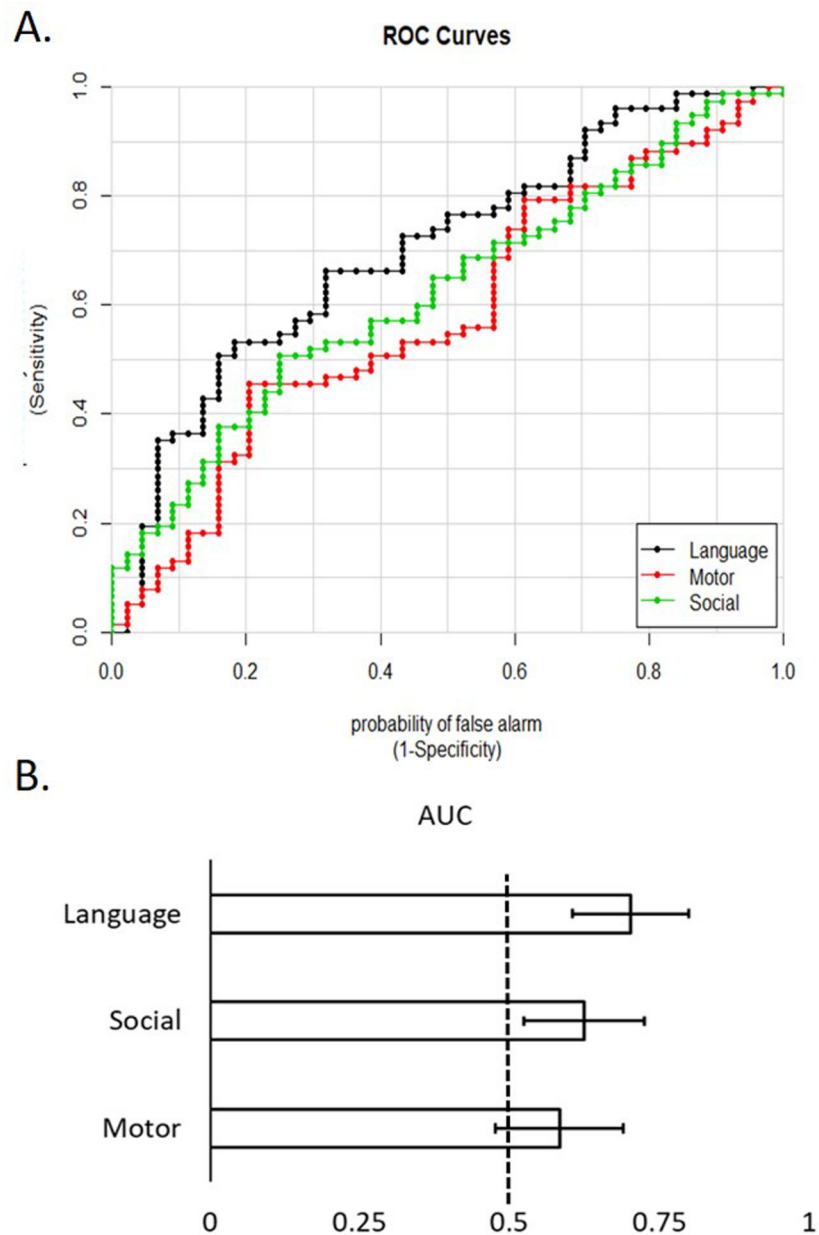 A.
ROC Curves
1.0
0.8
0.6
0.4
0.2
0.0
(Sensitivity)
Language
Motor
Social
0.0 0.2 0.4 0.6 0.8 1.0
probability of false alarm
(1-Specificity)
B.
AUC
Language
Social
Motor
0 0.25 0.5 0.75 1